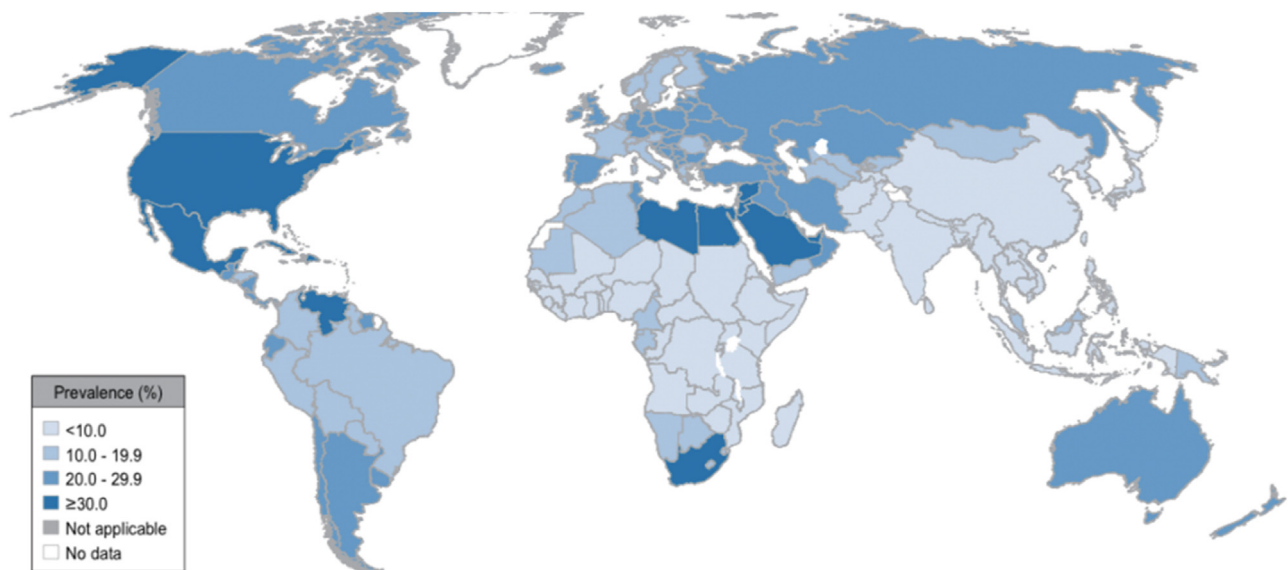 Prevalence (%)
<10.0
10.0 - 19.9
20.0 - 29.9
≥30.0
Not applicable
No data